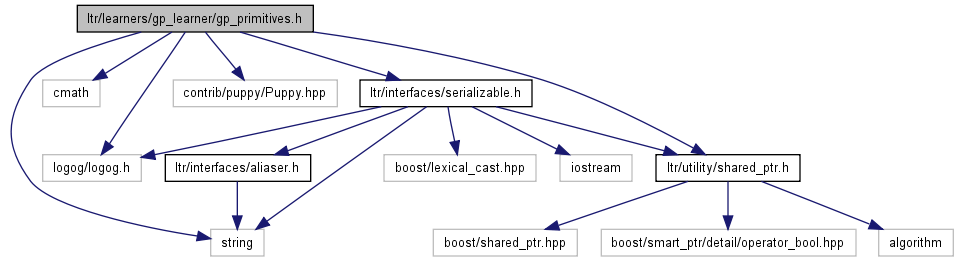 ltr/learners/gp_learner/gp_primitives.h
cmath
contrib/puppy/Puppy.hpp
ltr/interfaces/serializable.h
logog/logog.h
ltr/interfaces/aliaser.h
boost/lexical_cast.hpp
iostream
ltr/utility/shared_ptr.h
string
boost/shared_ptr.hpp
boost/smart_ptr/detail/operator_bool.hpp
algorithm